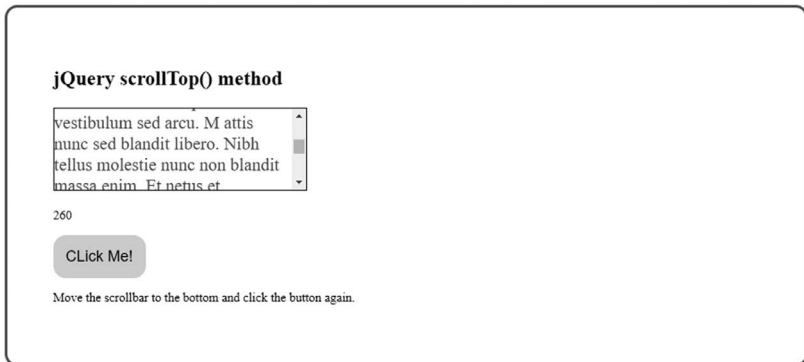 jQuery scrollTop() method
vestibulum sed arcu. M attis
nunc sed blandit libero. Nibh
tellus molestie nunc non blandit
massa enim. Et netus et
260
CLick Me!
Move the scrollbar to the bottom and click the button again.